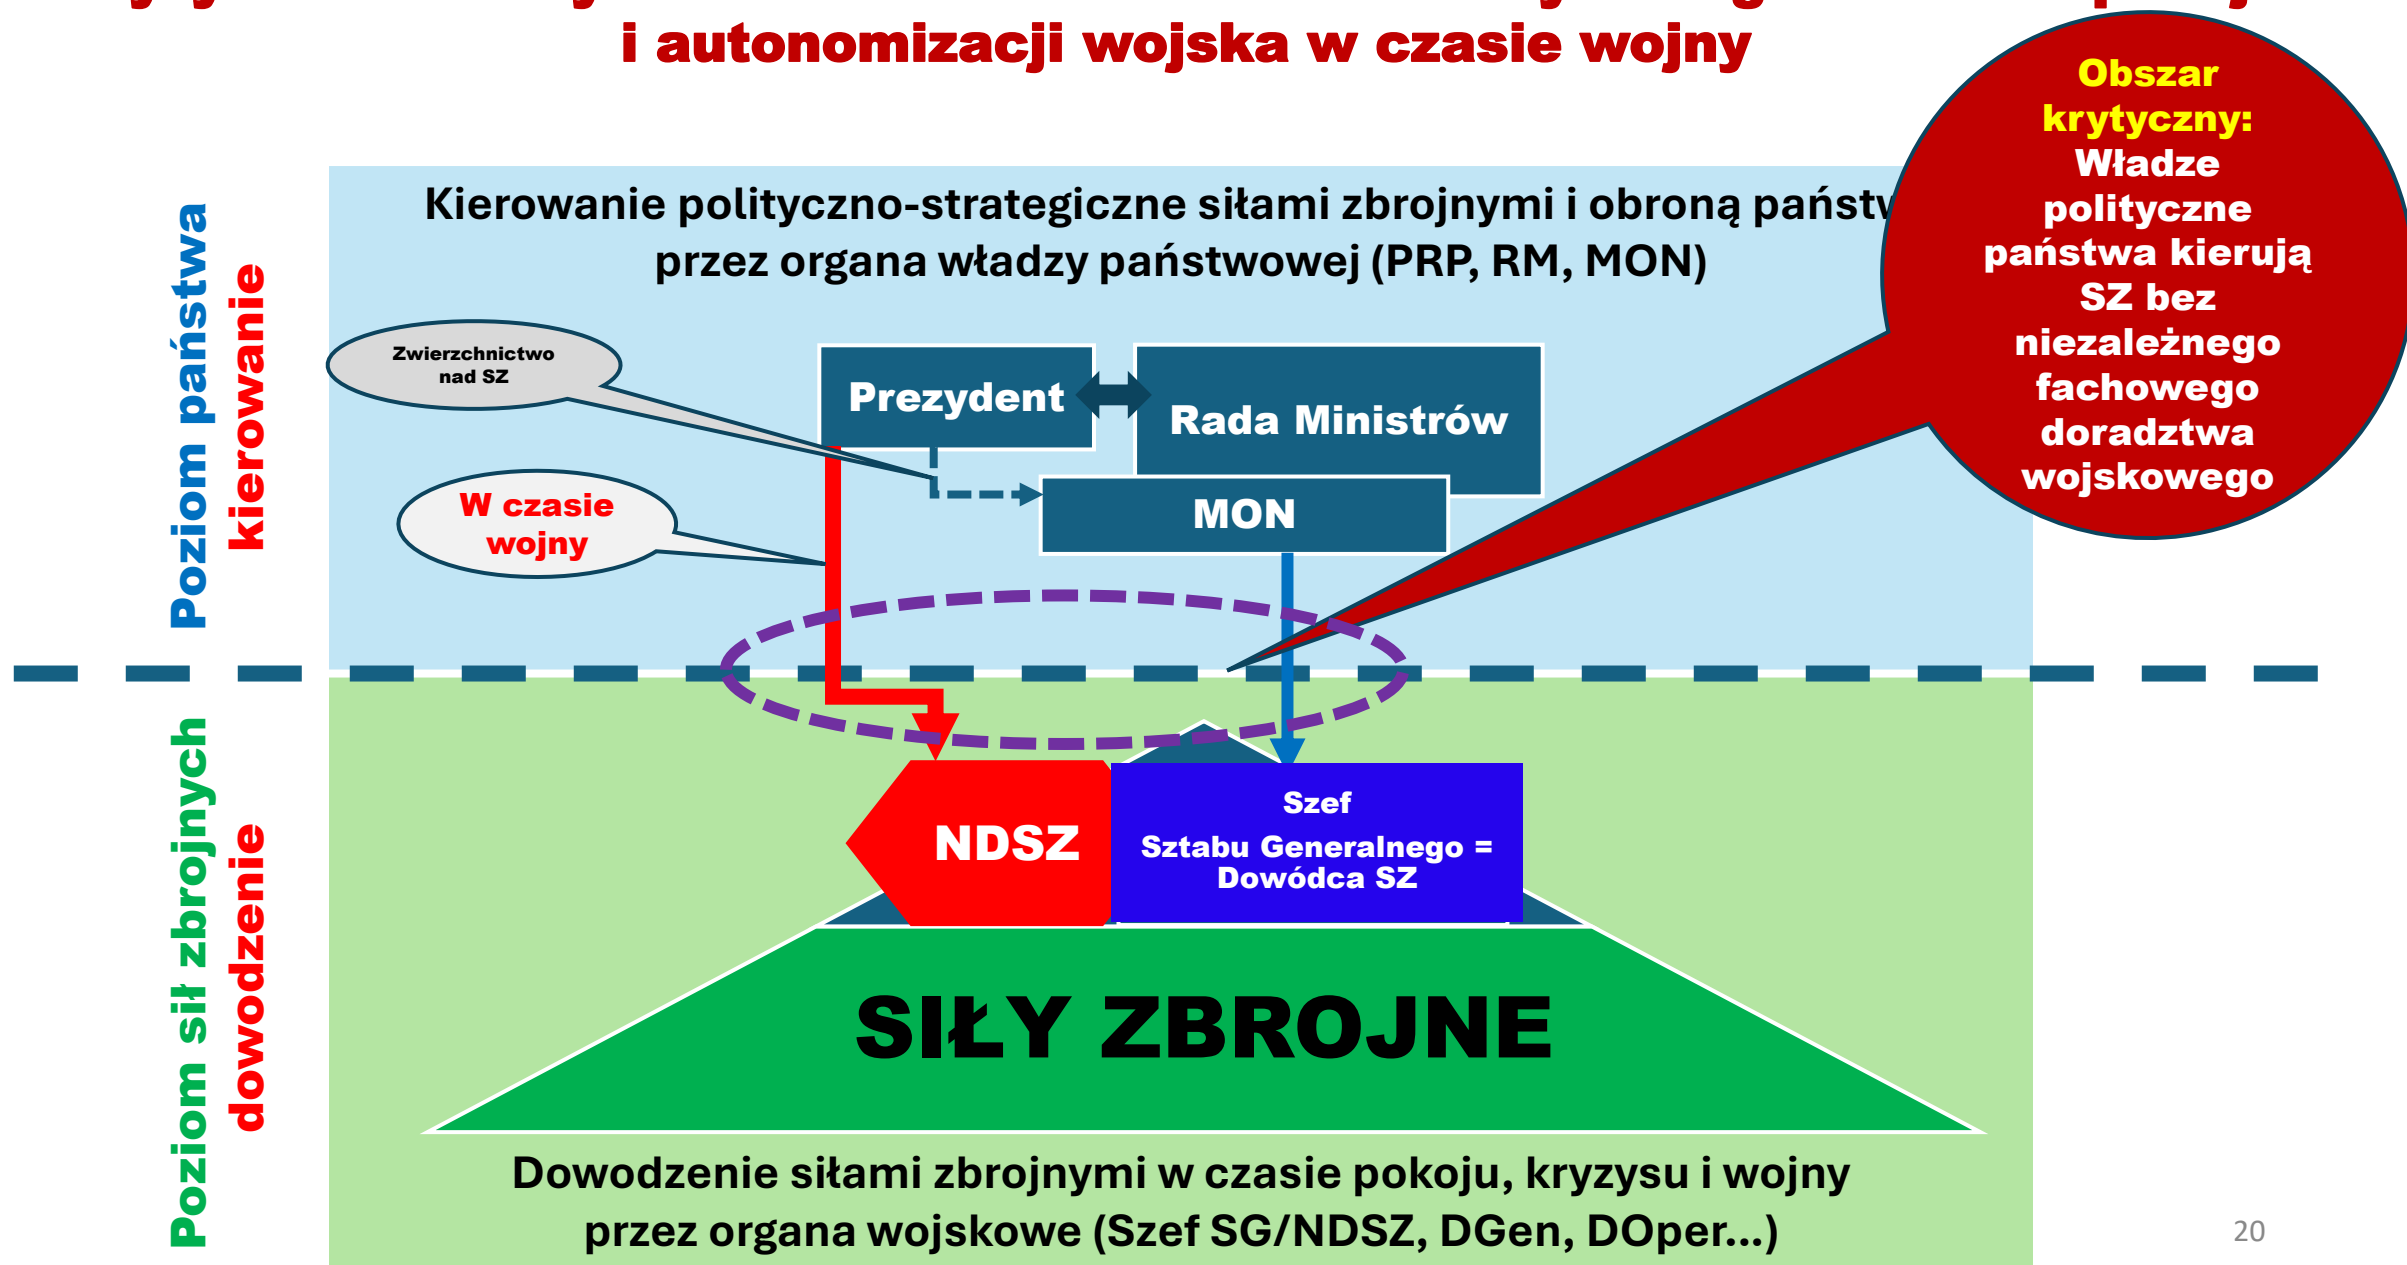 i autonomizacji wojska w czasie wojny
Obszar
krytyczny:
Władze
polityczne
państwa kierują
SZ bez
niezależnego
fachowego
doradztwa
wojskowego
Kierowanie polityczno-strategiczne siłami zbrojnymi i obroną państw
przez organa władzy państwowej (PRP, RM, MON)
Poziom państwa
kierowanie
Zwierzchnictwo
nad SZ
Prezydent
Rada Ministrów
W czasie
wojny
MON
Poziom sił zbrojnych
dowodzenie
NDSZ
Szef
Sztabu Generalnego =
Dowódca SZ
SIŁY ZBROJNE
Dowodzenie siłami zbrojnymi w czasie pokoju, kryzysu i wojny
przez organa wojskowe (Szef SG/NDSZ, DGen, DOper...)
20